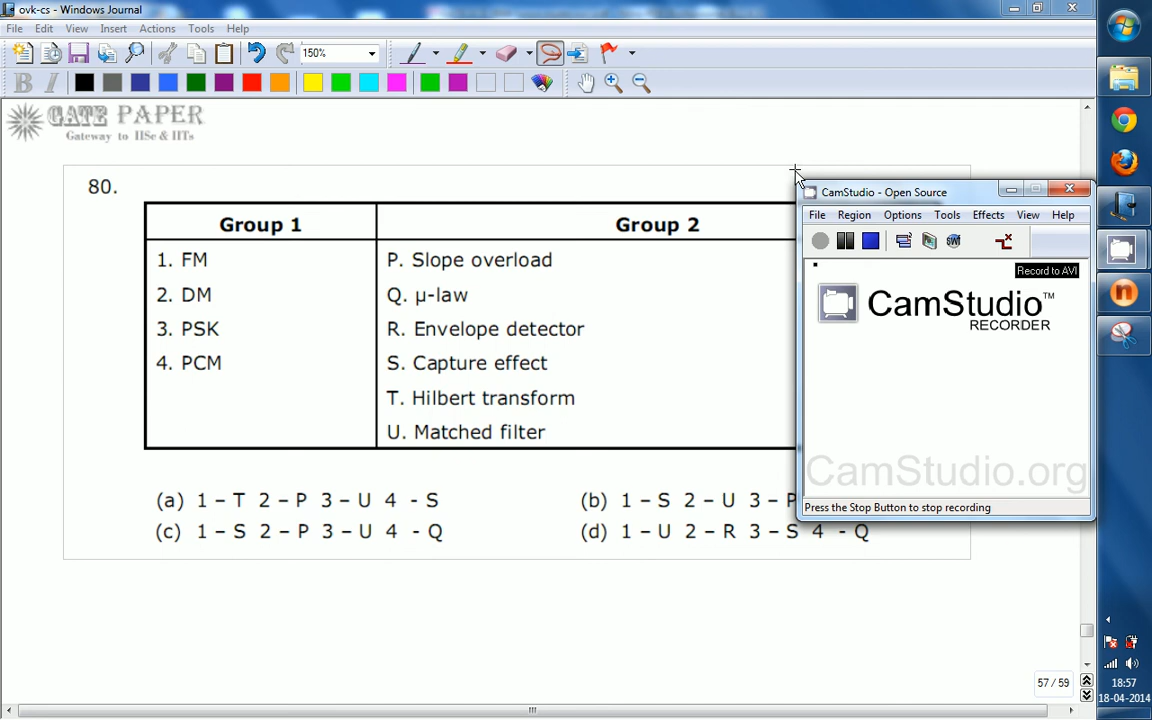 ovk-cs - Windows Journal
File Edit View Insert Actions Tools Help
150%
B I
GATE PAPER
Gateway to IISc & IITs
80.
Group 1 Group 2
1. FM P. Slope overload
2. DM Q. μ-law
3. PSK R. Envelope detector
4. PCM S. Capture effect
T. Hilbert transform
U. Matched filter
(a) 1 – T 2 – P 3 – U 4 - S (b) 1 – S 2 – U 3 – P
(c) 1 – S 2 – P 3 – U 4 - Q (d) 1 – U 2 – R 3 – S 4 - Q
CamStudio - Open Source
File Region Options Tools Effects View Help
SWF
Record to AVI
CamStudio™
RECORDER
CamStudio.org
Press the Stop Button to stop recording
57 / 59
18:57
18-04-2014